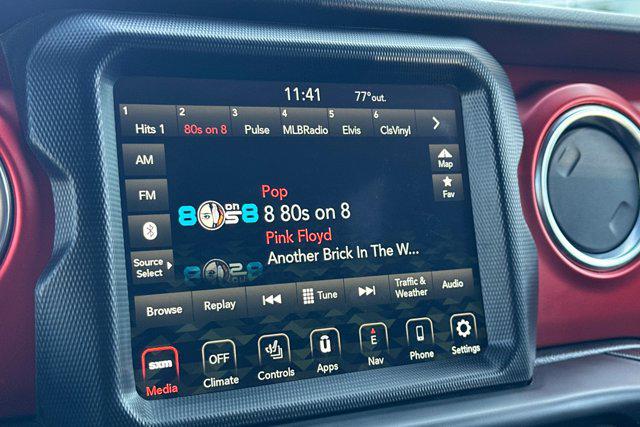 11:41 77°out.
1 2 3 4 5 6
Hits 1 80s on 8 Pulse MLBRadio Elvis ClsVinyl
AM
Map
FM
Fav
Pop
80s on 8
8 80s on 8
Pink Floyd
Another Brick In The W...
Source
Select
Browse Replay Tune Traffic &
Weather Audio
sxm OFF ü E
Media Climate Controls Apps Nav Phone Settings